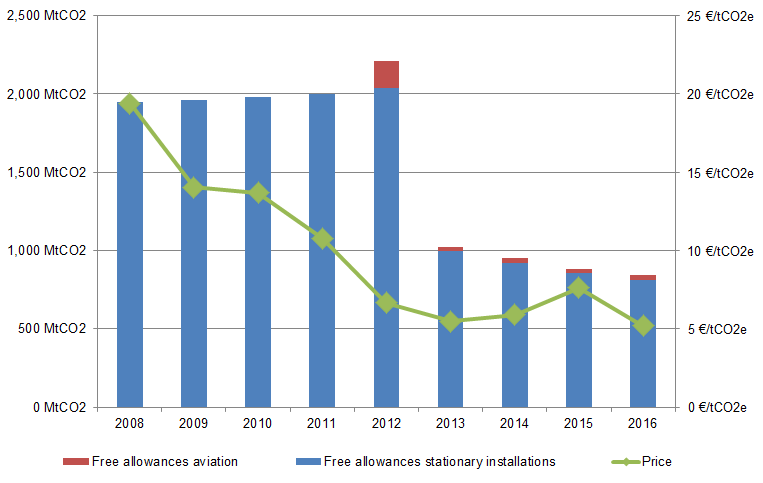 2,500 MtCO2 25 €/tCO2e
2,000 MtCO2 20 €/tCO2e
1,500 MtCO2 15 €/tCO2e
1,000 MtCO2 10 €/tCO2e
500 MtCO2 5 €/tCO2e
0 MtCO2 0 €/tCO2e
2008 2009 2010 2011 2012 2013 2014 2015 2016
Free allowances aviation Free allowances stationary installations Price